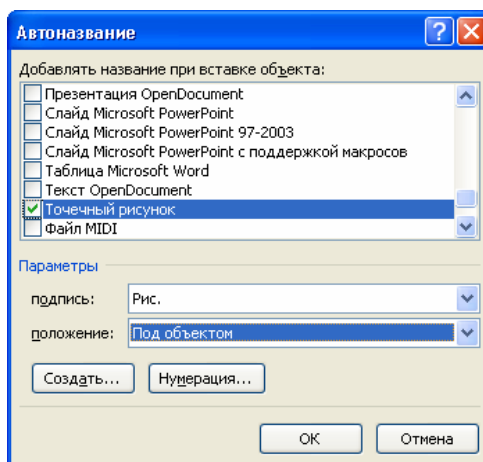 Автоназвание
Добавлять название при вставке объекта:
Презентация OpenDocument
Слайд Microsoft PowerPoint
Слайд Microsoft PowerPoint 97-2003
Слайд Microsoft PowerPoint с поддержкой макросов
Таблица Microsoft Word
Текст OpenDocument
Точечный рисунок
Файл MIDI
Параметры
подпись: Рис.
положение: Под объектом
Создать... Нумерация...
ОК Отмена